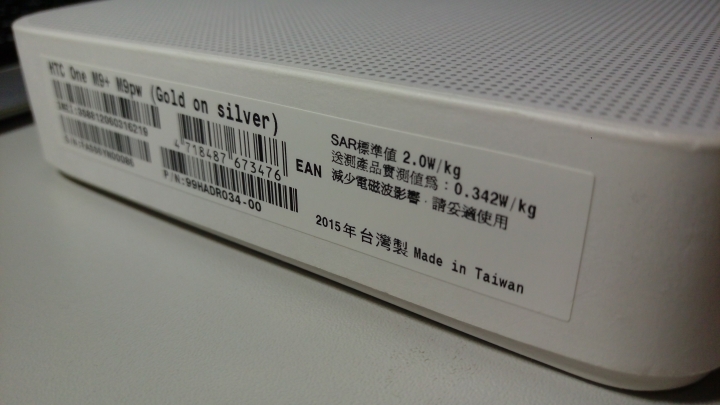 HTC One M9+ M9pw (Gold on silver)
4 718487 673476 EAN
P/N:99HADR034-00
SAR標準值 2.0W/kg
送測產品實測值為:0.342W/kg
減少電磁波影響,請妥適使用
2015年台灣製 Made in Taiwan